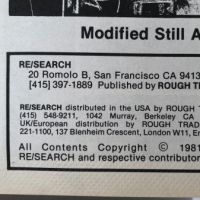 Modified Still A
RE/SEARCH
20 Romolo B, San Francisco CA 9413
[415] 397-1889 Published by ROUGH T
RE/SEARCH distributed in the USA by ROUGH T
(415) 548-9211, 1042 Murray, Berkeley CA
UK/European distribution by ROUGH TRAD
221-1100, 137 Blenheim Crescent, London W11, E
All Contents Copyright © 1981
RE/SEARCH and respective contributor